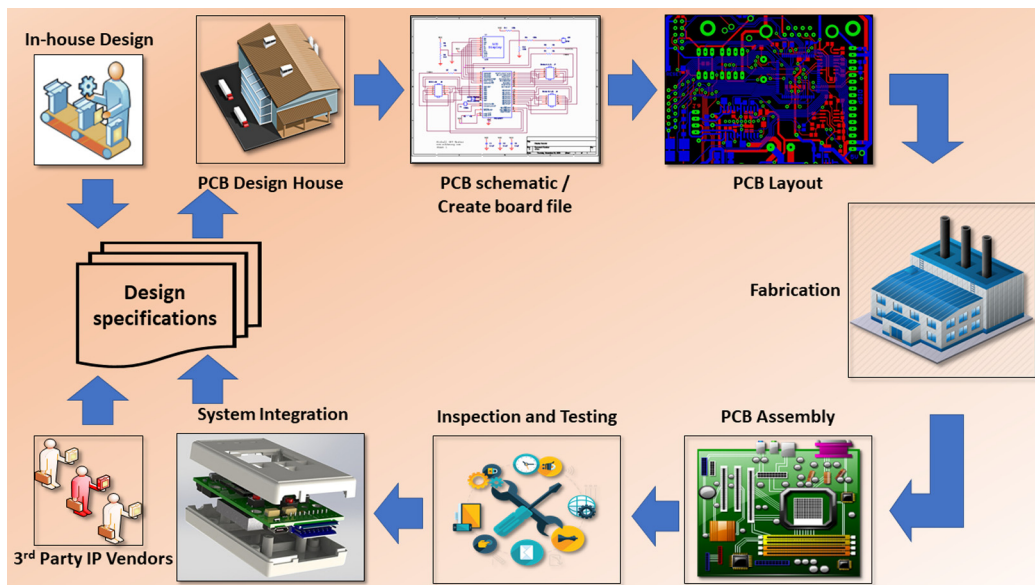 In-house Design
PCB Design House
PCB schematic /
Create board file
PCB Layout
Design
specifications
Fabrication
System Integration
Inspection and Testing
PCB Assembly
3rd Party IP Vendors